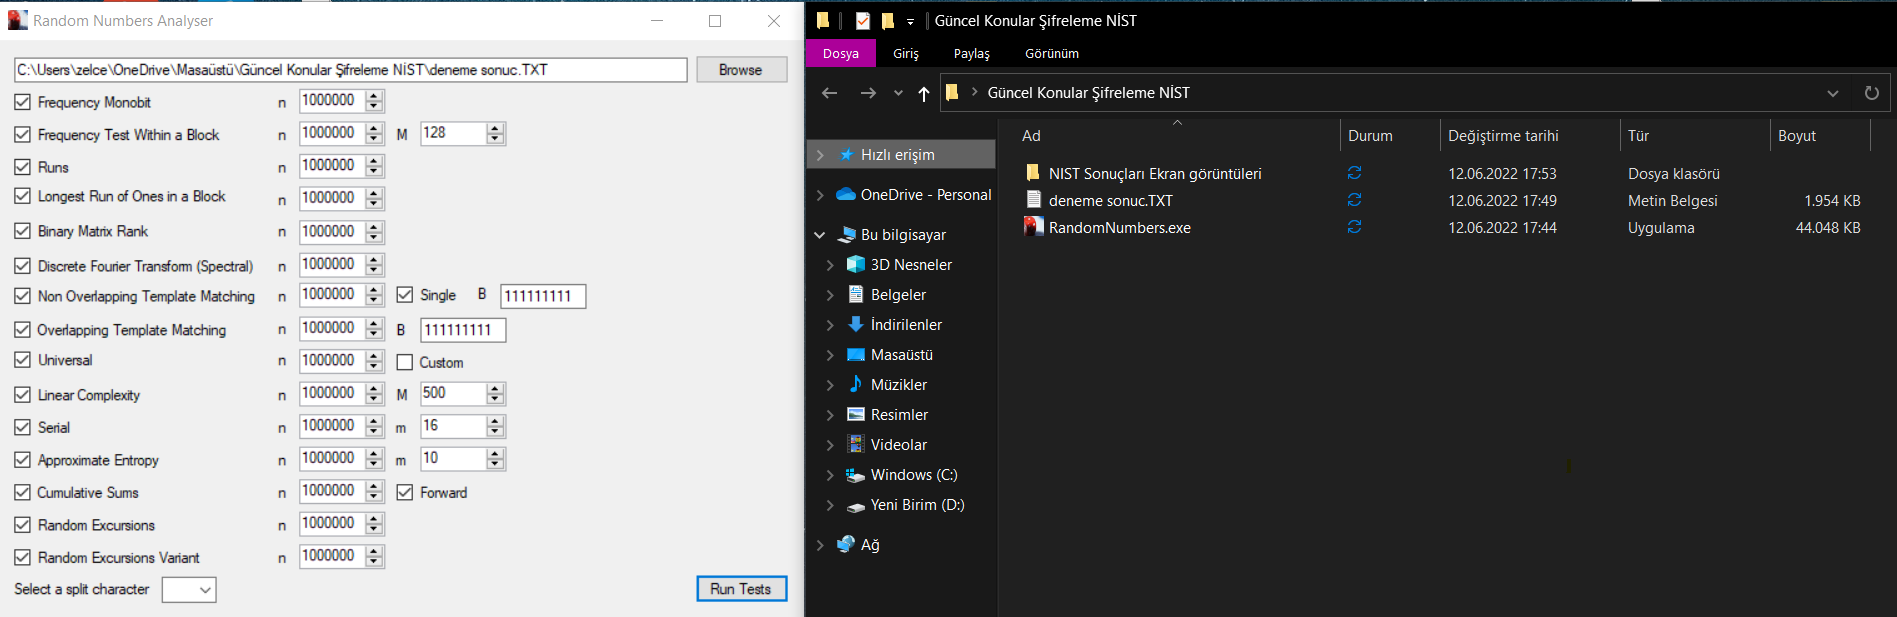 Random Numbers Analyser
C:\Users\zelce\OneDrive\Masaüstü\Güncel Konular Şifreleme NİST\deneme sonuc.TXT Browse
Frequency Monobit n 1000000
Frequency Test Within a Block n 1000000 M 128
Runs n 1000000
Longest Run of Ones in a Block n 1000000
Binary Matrix Rank n 1000000
Discrete Fourier Transform (Spectral) n 1000000
Non Overlapping Template Matching n 1000000 Single B 111111111
Overlapping Template Matching n 1000000 B 111111111
Universal n 1000000 Custom
Linear Complexity n 1000000 M 500
Serial n 1000000 m 16
Approximate Entropy n 1000000 m 10
Cumulative Sums n 1000000 Forward
Random Excursions n 1000000
Random Excursions Variant n 1000000
Select a split character Run Tests
Güncel Konular Şifreleme NİST
Dosya Giriş Paylaş Görünüm
Güncel Konular Şifreleme NİST
Hızlı erişim
OneDrive - Personal
Bu bilgisayar
3D Nesneler
Belgeler
İndirilenler
Masaüstü
Müzikler
Resimler
Videolar
Windows (C:)
Yeni Birim (D:)
Ağ
Ad Durum Değiştirme tarihi Tür Boyut
NIST Sonuçları Ekran görüntüleri 12.06.2022 17:53 Dosya klasörü
deneme sonuc.TXT 12.06.2022 17:49 Metin Belgesi 1.954 KB
RandomNumbers.exe 12.06.2022 17:44 Uygulama 44.048 KB